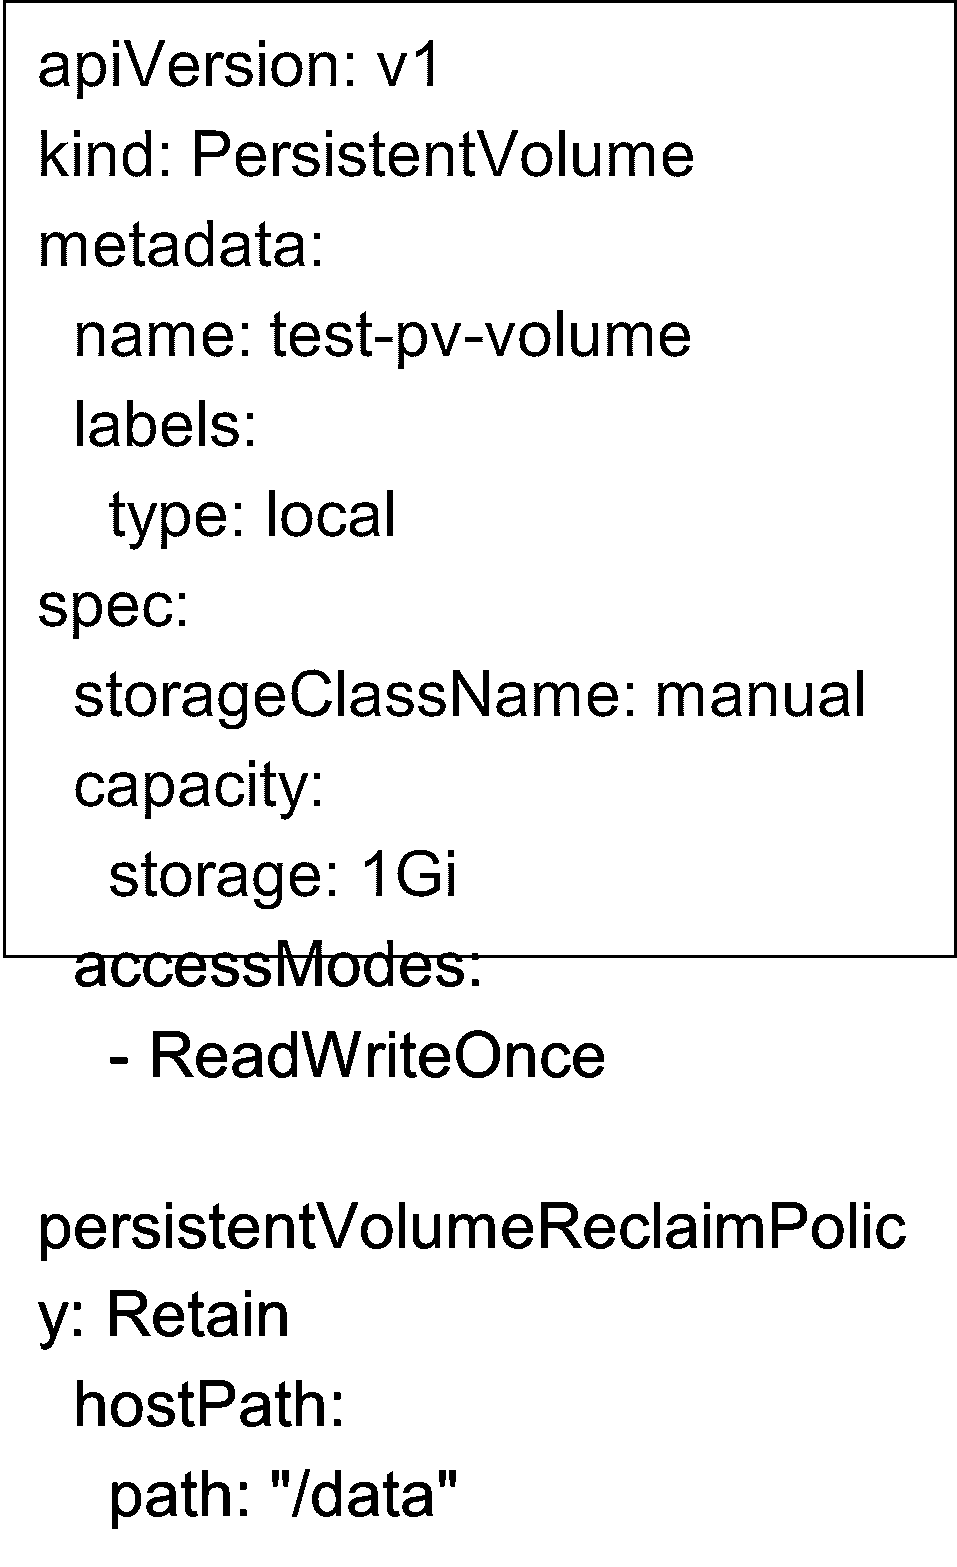 apiVersion: v1
kind: PersistentVolume
metadata:
  name: test-pv-volume
  labels:
    type: local
spec:
  storageClassName: manual
  capacity:
    storage: 1Gi
  accessModes:
    - ReadWriteOnce
persistentVolumeReclaimPolic
y: Retain
  hostPath:
    path: "/data"